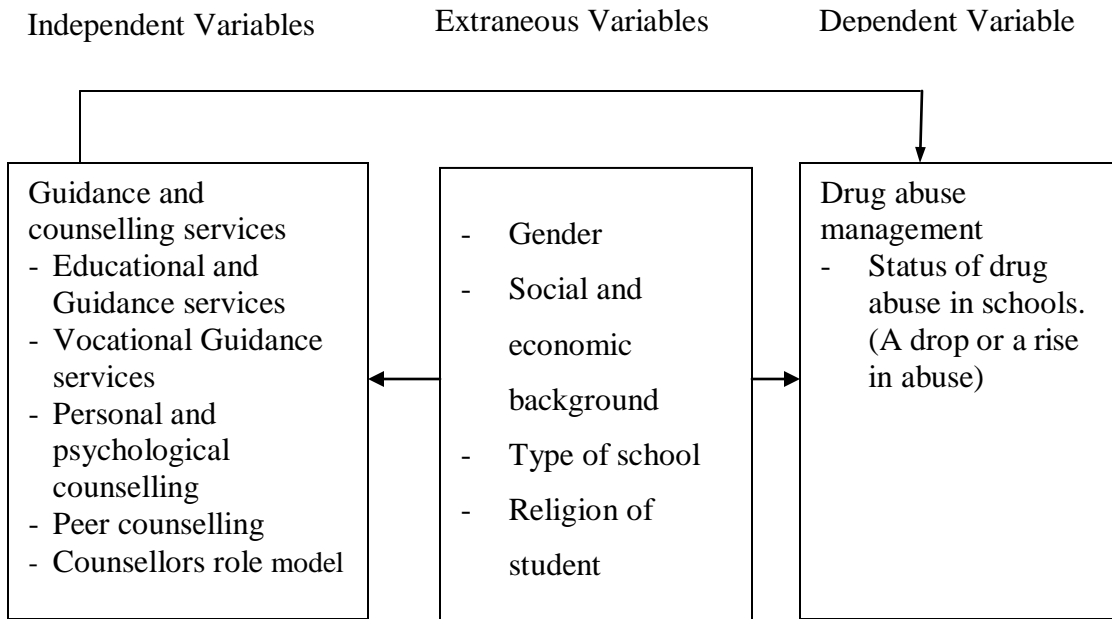 Independent Variables
Extraneous Variables
Dependent Variable
Guidance and
counselling services
- Educational and
Guidance services
- Vocational Guidance
services
- Personal and
psychological
counselling
- Peer counselling
- Counsellors role model
- Gender
- Social and
economic
background
- Type of school
- Religion of
student
Drug abuse
management
- Status of drug
abuse in schools.
(A drop or a rise
in abuse)